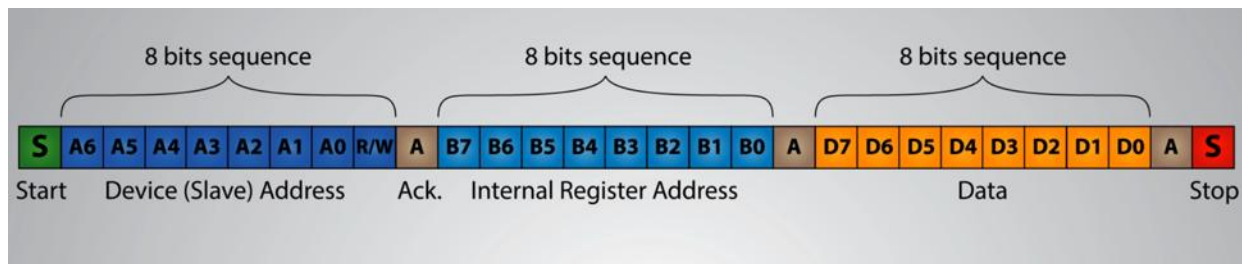 8 bits sequence 8 bits sequence 8 bits sequence
S A6 A5 A4 A3 A2 A1 A0 R/W A B7 B6 B5 B4 B3 B2 B1 B0 A D7 D6 D5 D4 D3 D2 D1 D0 A S
Start Device (Slave) Address Ack. Internal Register Address Data Stop